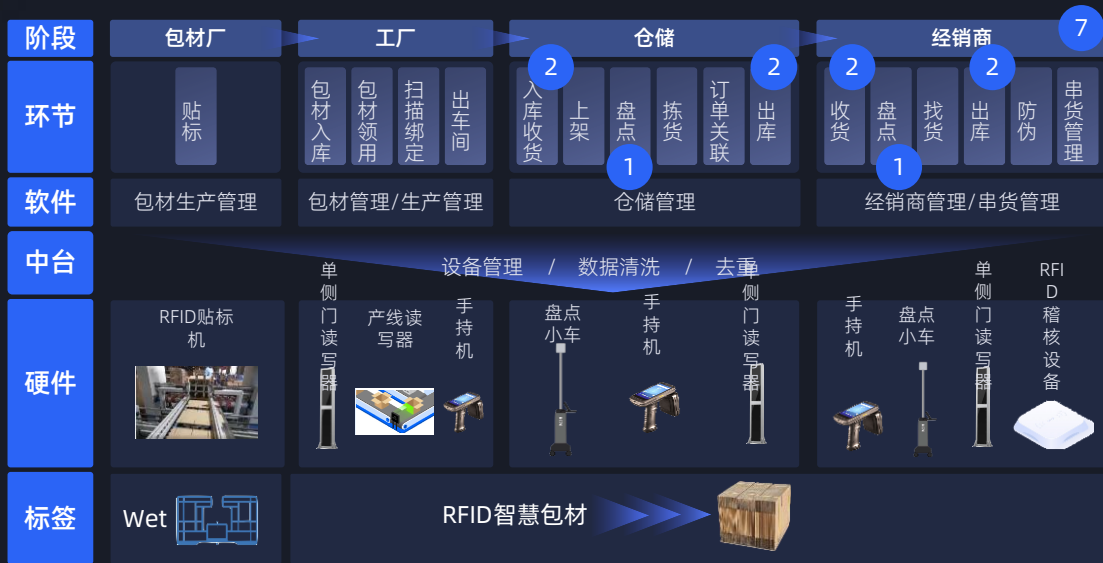 阶段
包材厂
工厂
仓储
经销商
7
环节
贴标
包材入库
包材领用
扫描绑定
出车间
2
入库收货
上架
盘点
1
拣货
订单关联
2
出库
2
收货
盘点
1
找货
2
出库
防伪
串货管理
软件
包材生产管理
包材管理/生产管理
仓储管理
经销商管理/串货管理
中台
设备管理 / 数据清洗 / 去重
硬件
RFID贴标
机
单侧门读写器
产线读
写器
手持机
盘点
小车
手持机
单侧门读写器
手持机
盘点
小车
单侧门读写器
RFI
D
稽
核
设
备
标签
Wet
RFID智慧包材